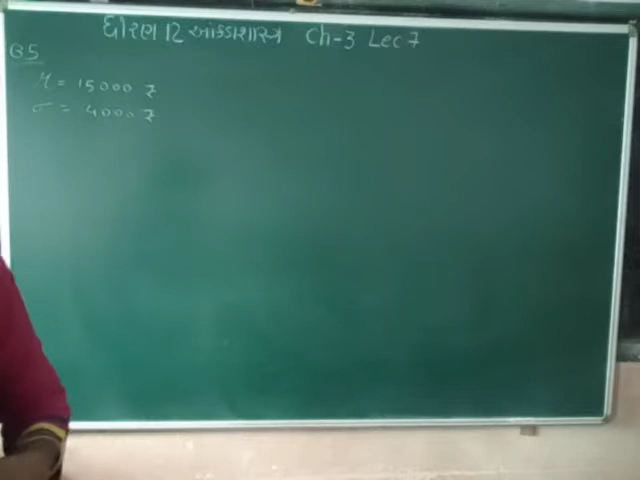 ધોરણ 12 આંકડાશાસ્ત્ર Ch-3 Lec 7
Q5
μ = 15000 ₹
σ = 4000 ₹